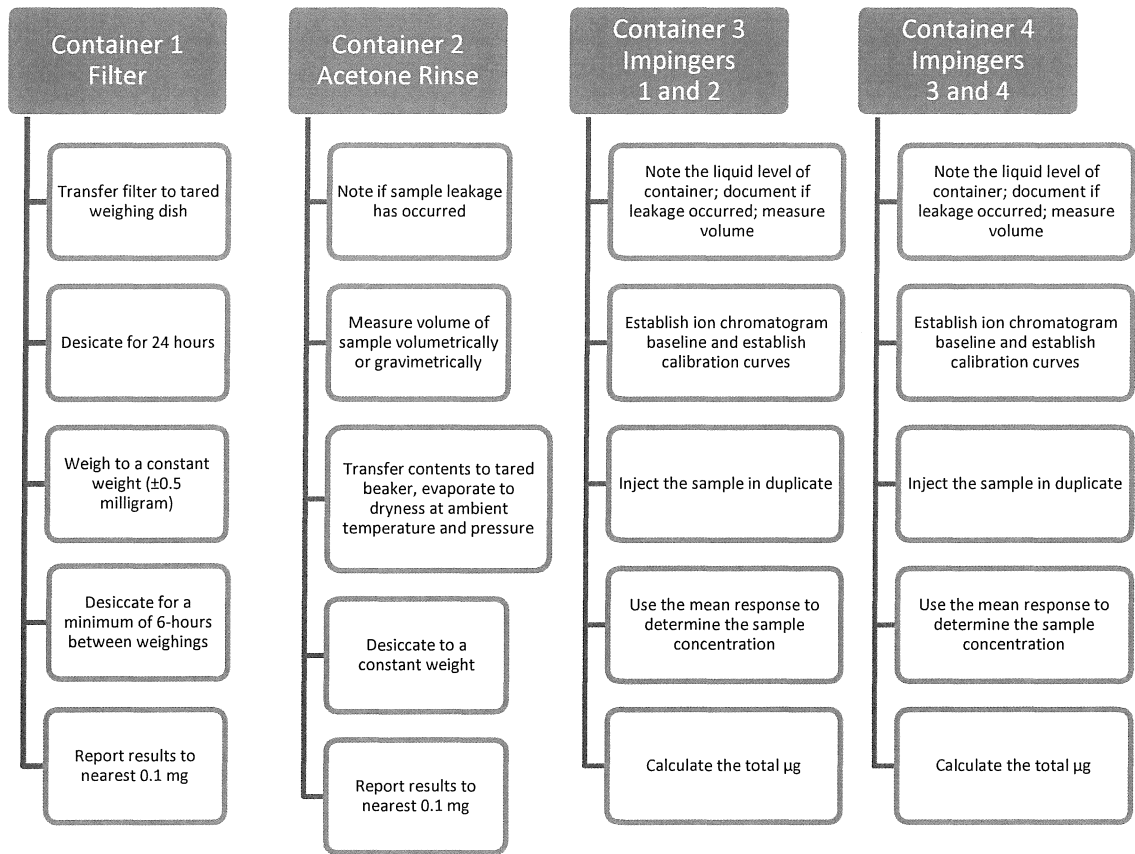 Container 1
Filter
Transfer filter to tared
weighing dish
Desicate for 24 hours
Weigh to a constant
weight (±0.5
milligram)
Desiccate for a
minimum of 6-hours
between weighings
Report results to
nearest 0.1 mg
Container 2
Acetone Rinse
Note if sample leakage
has occurred
Measure volume of
sample volumetrically
or gravimetrically
Transfer contents to tared
beaker, evaporate to
dryness at ambient
temperature and pressure
Desiccate to a
constant weight
Report results to
nearest 0.1 mg
Container 3
Impingers
1 and 2
Note the liquid level of
container; document if
leakage occurred; measure
volume
Establish ion chromatogram
baseline and establish
calibration curves
Inject the sample in duplicate
Use the mean response to
determine the sample
concentration
Calculate the total µg
Container 4
Impingers
3 and 4
Note the liquid level of
container; document if
leakage occurred; measure
volume
Establish ion chromatogram
baseline and establish
calibration curves
Inject the sample in duplicate
Use the mean response to
determine the sample
concentration
Calculate the total µg